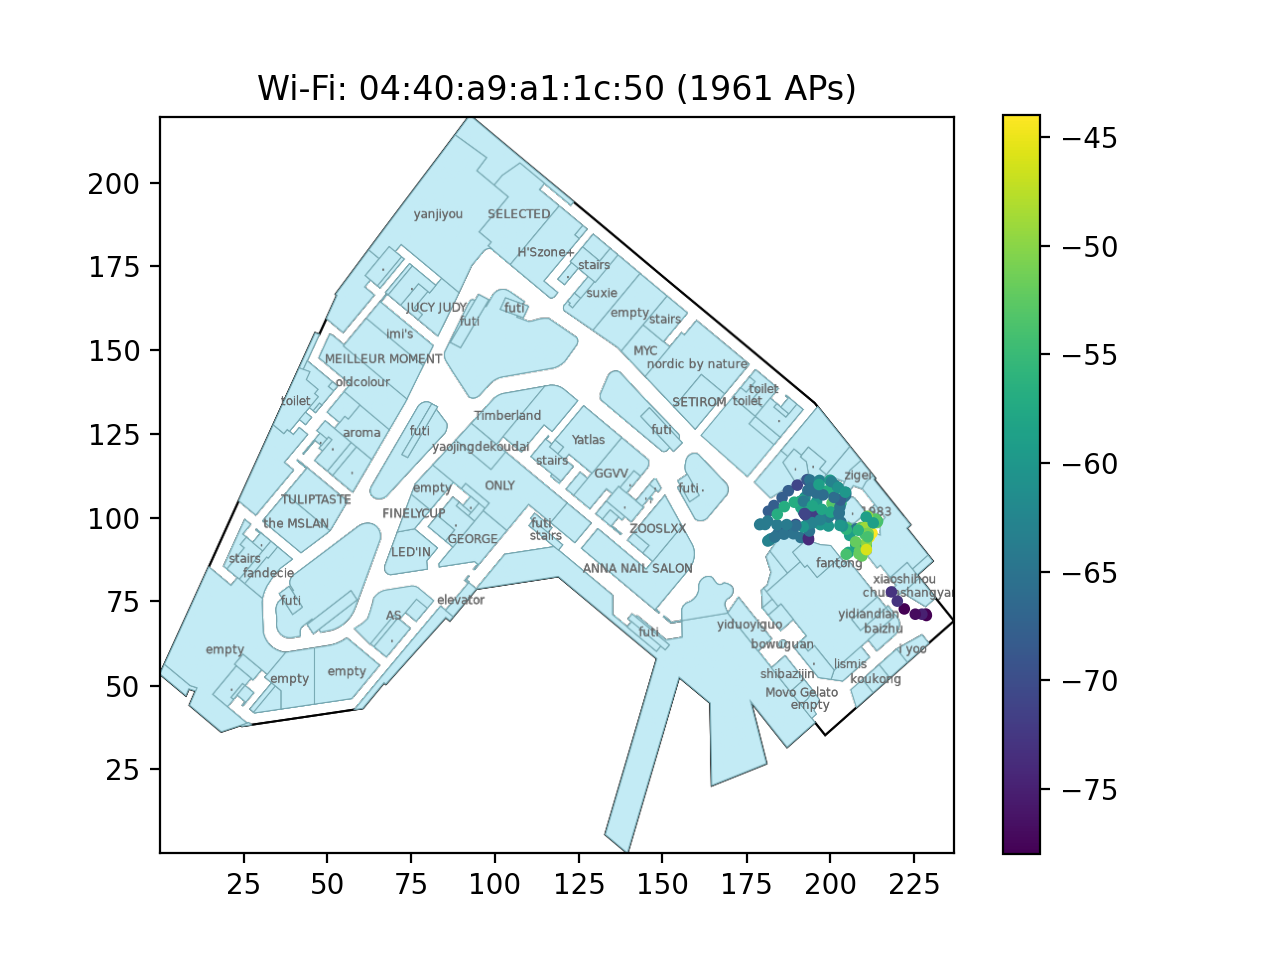 Wi-Fi: 04:40:a9:a1:1c:50 (1961 APs)
200
175
150
125
100
75
50
25
25 50 75 100 125 150 175 200 225
−45
−50
−55
−60
−65
−70
−75
yanjiyou
SELECTED
H'Szone+
stairs
suxie
JUCY JUDY
futi
futi
empty
stairs
imi's
MEILLEUR MOMENT
MYC
nordic by nature
oldcolour
toilet
toilet
toilet
SETIROM
Timberland
aroma
futi
futi
yaojingdekoudai
Yatlas
stairs
GGVV
zigei
empty
ONLY
futi
TULIPTASTE
FINELYCUP
the MSLAN
futi
stairs
ZOOSLXX
GEORGE
LED'IN
stairs
fandecie
ANNA NAIL SALON
fantong
xiaoshihou
futi
elevator
AS
yidiandian
baizhu
yiduoyiguo
futi
bowuguan
i yoo
empty
lismis
empty
empty
shibazijin
koukong
Movo Gelato
empty